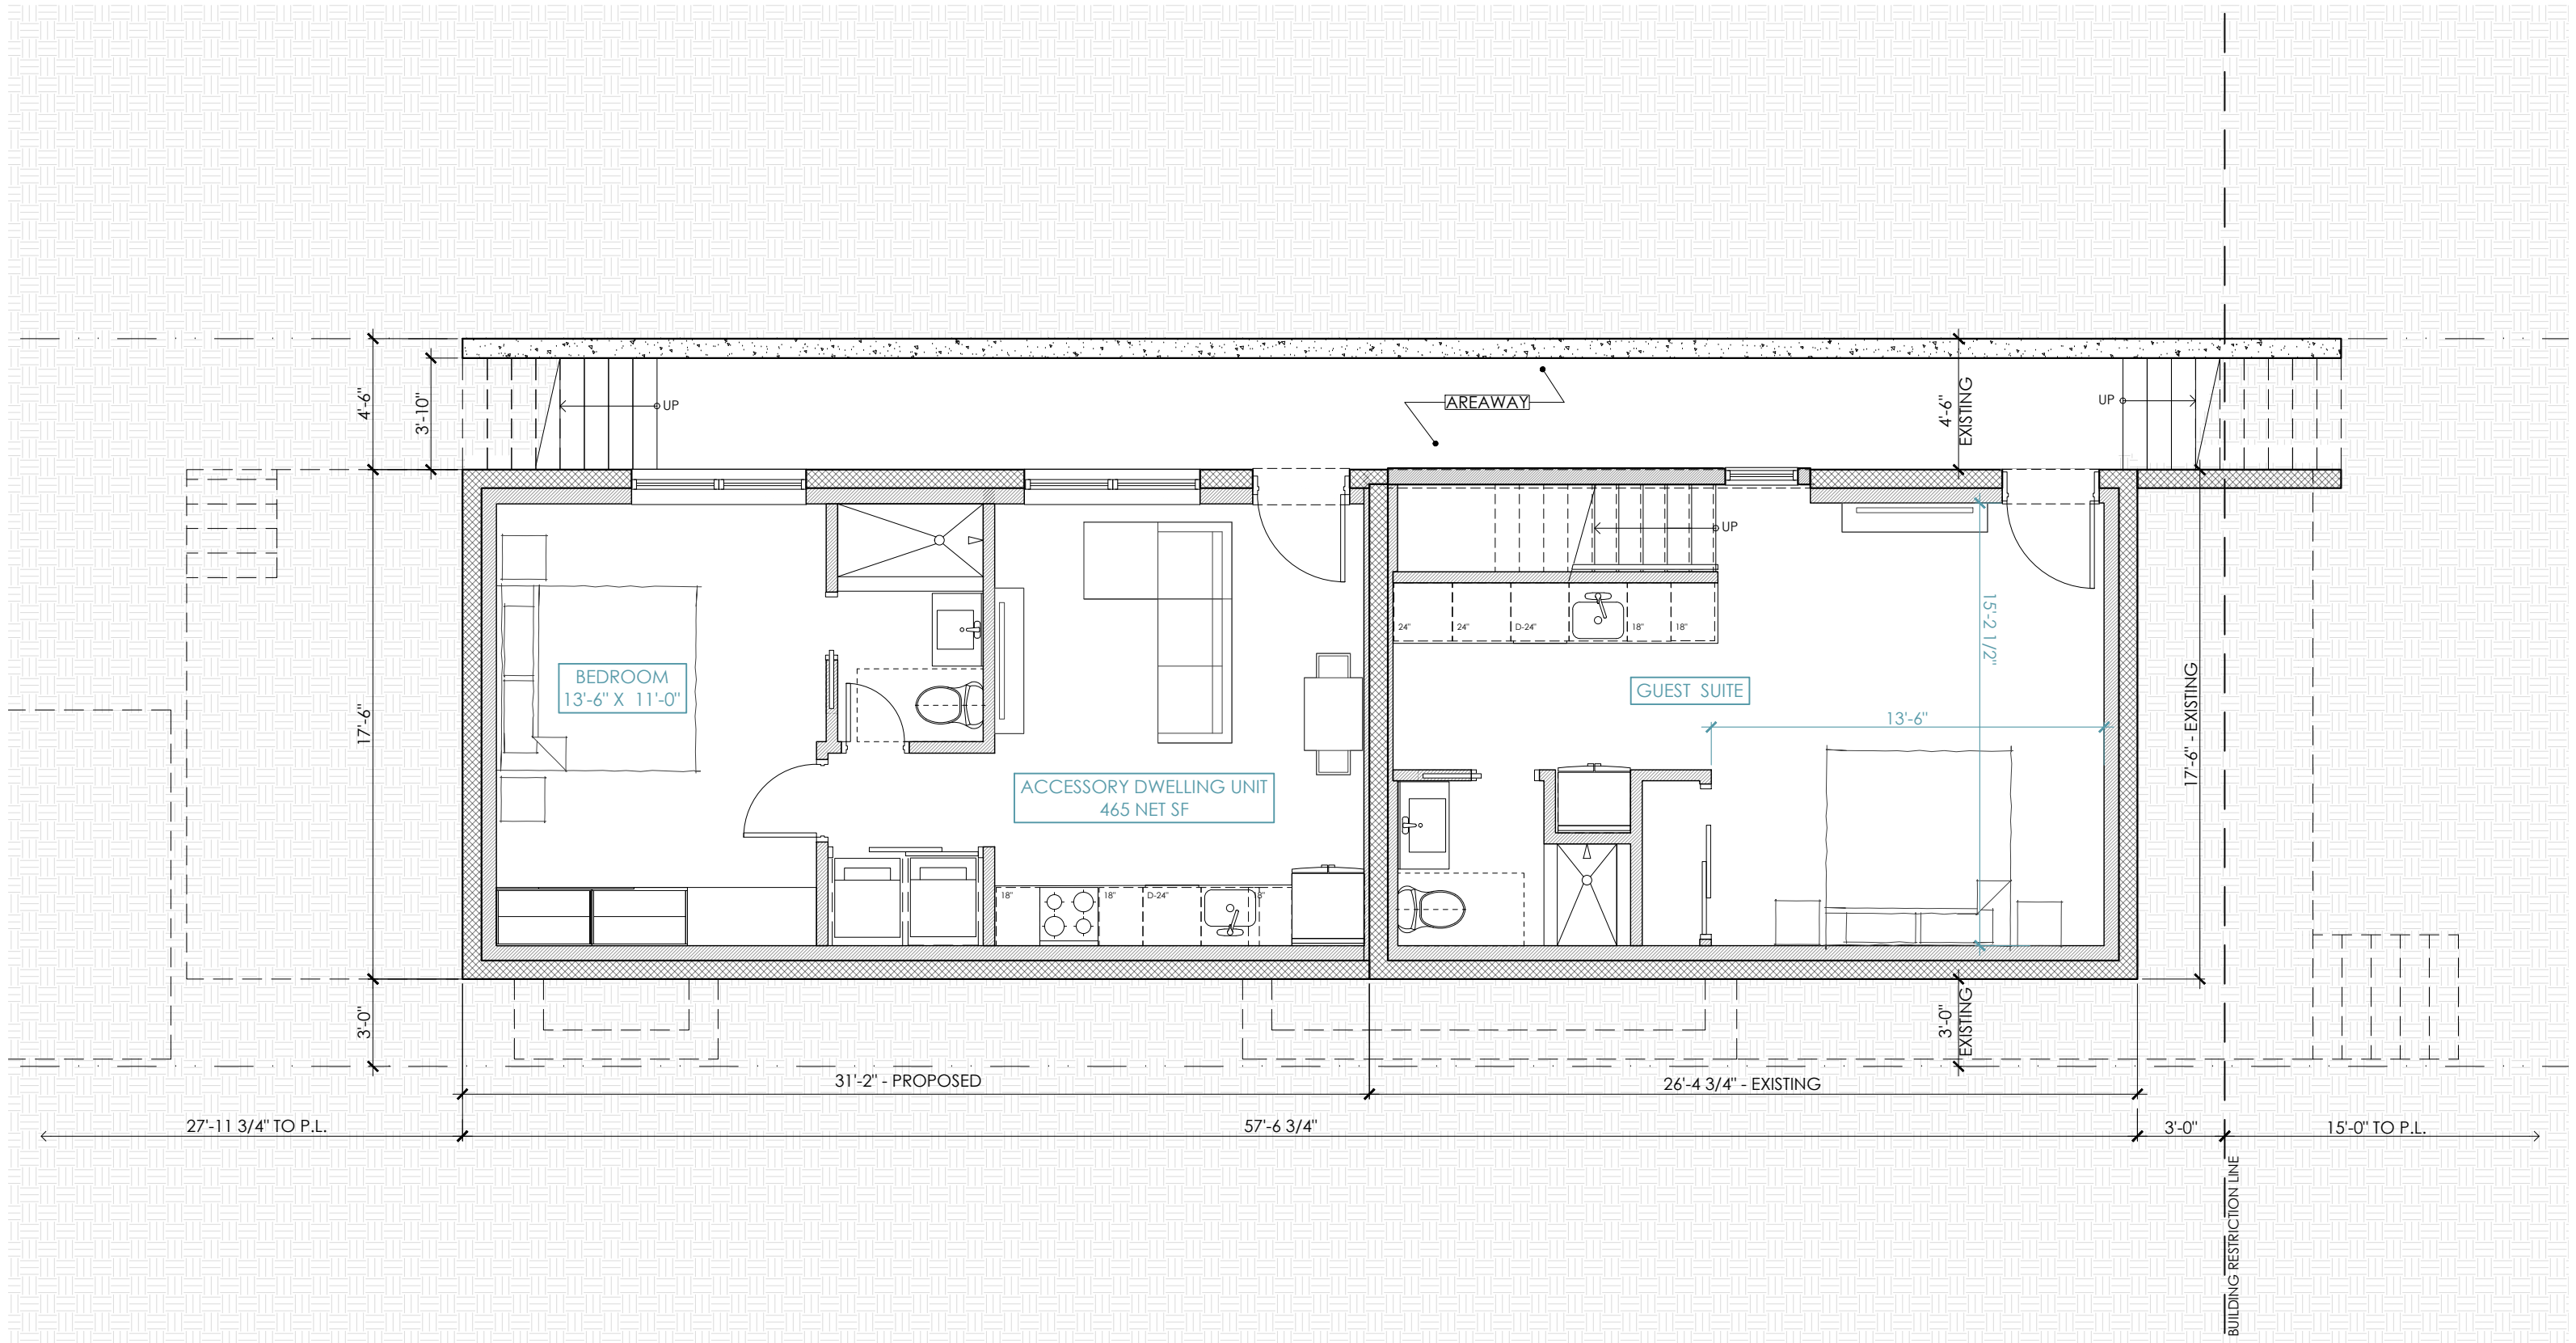 4'-6"
3'-10"
UP
AREAWAY
4'-6"
EXISTING
UP
UP
24"
24"
D-24"
18"
18"
15'-2 1/2"
BEDROOM
13'-6" X 11'-0"
GUEST SUITE
13'-6"
17'-6"
17'-6" - EXISTING
ACCESSORY DWELLING UNIT
465 NET SF
18"
18"
D-24"
3'-0"
3'-0"
EXISTING
31'-2" - PROPOSED
26'-4 3/4" - EXISTING
27'-11 3/4" TO P.L.
57'-6 3/4"
3'-0"
15'-0" TO P.L.
BUILDING RESTRICTION LINE